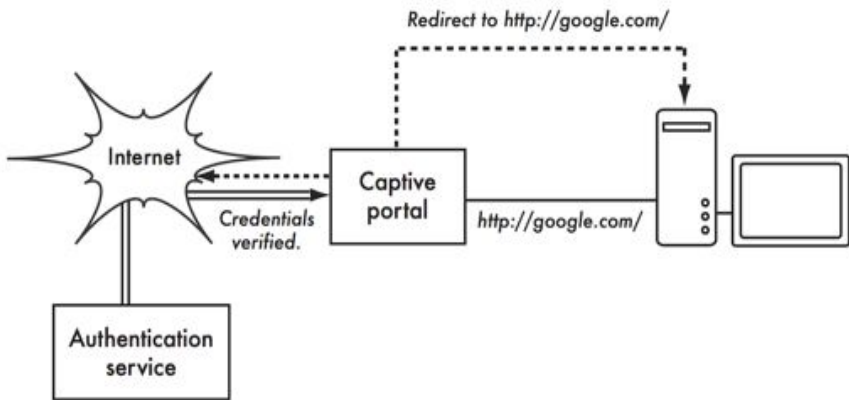 Redirect to http://google.com/
Internet
Captive
portal
Credentials
verified.
http://google.com/
Authentication
service